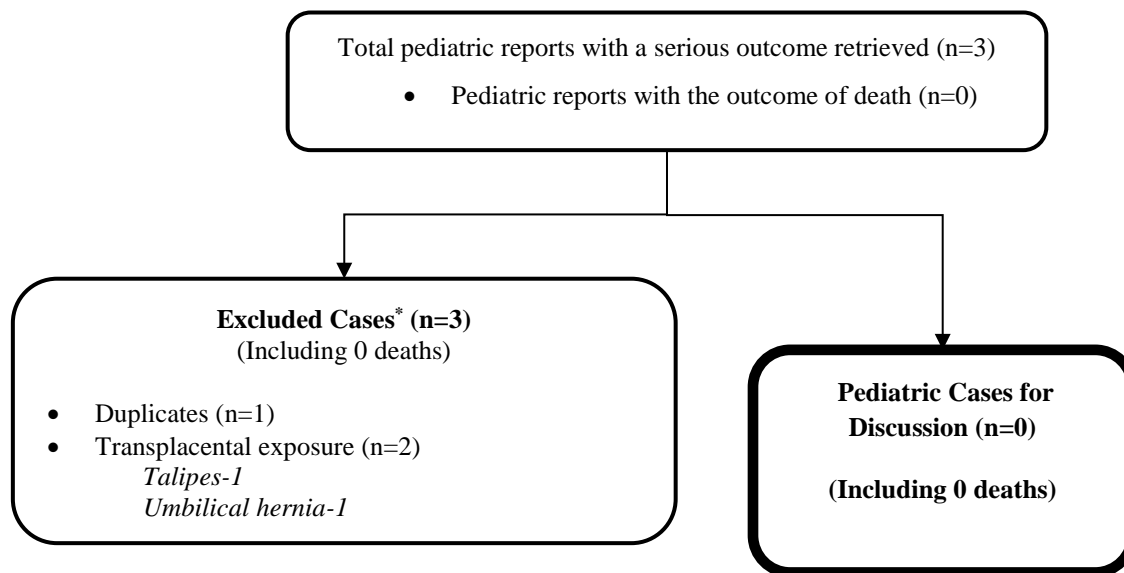 Total pediatric reports with a serious outcome retrieved (n=3)
• Pediatric reports with the outcome of death (n=0)
Excluded Cases* (n=3)
(Including 0 deaths)
• Duplicates (n=1)
• Transplacental exposure (n=2)
Talipes-1
Umbilical hernia-1
Pediatric Cases for
Discussion (n=0)
(Including 0 deaths)